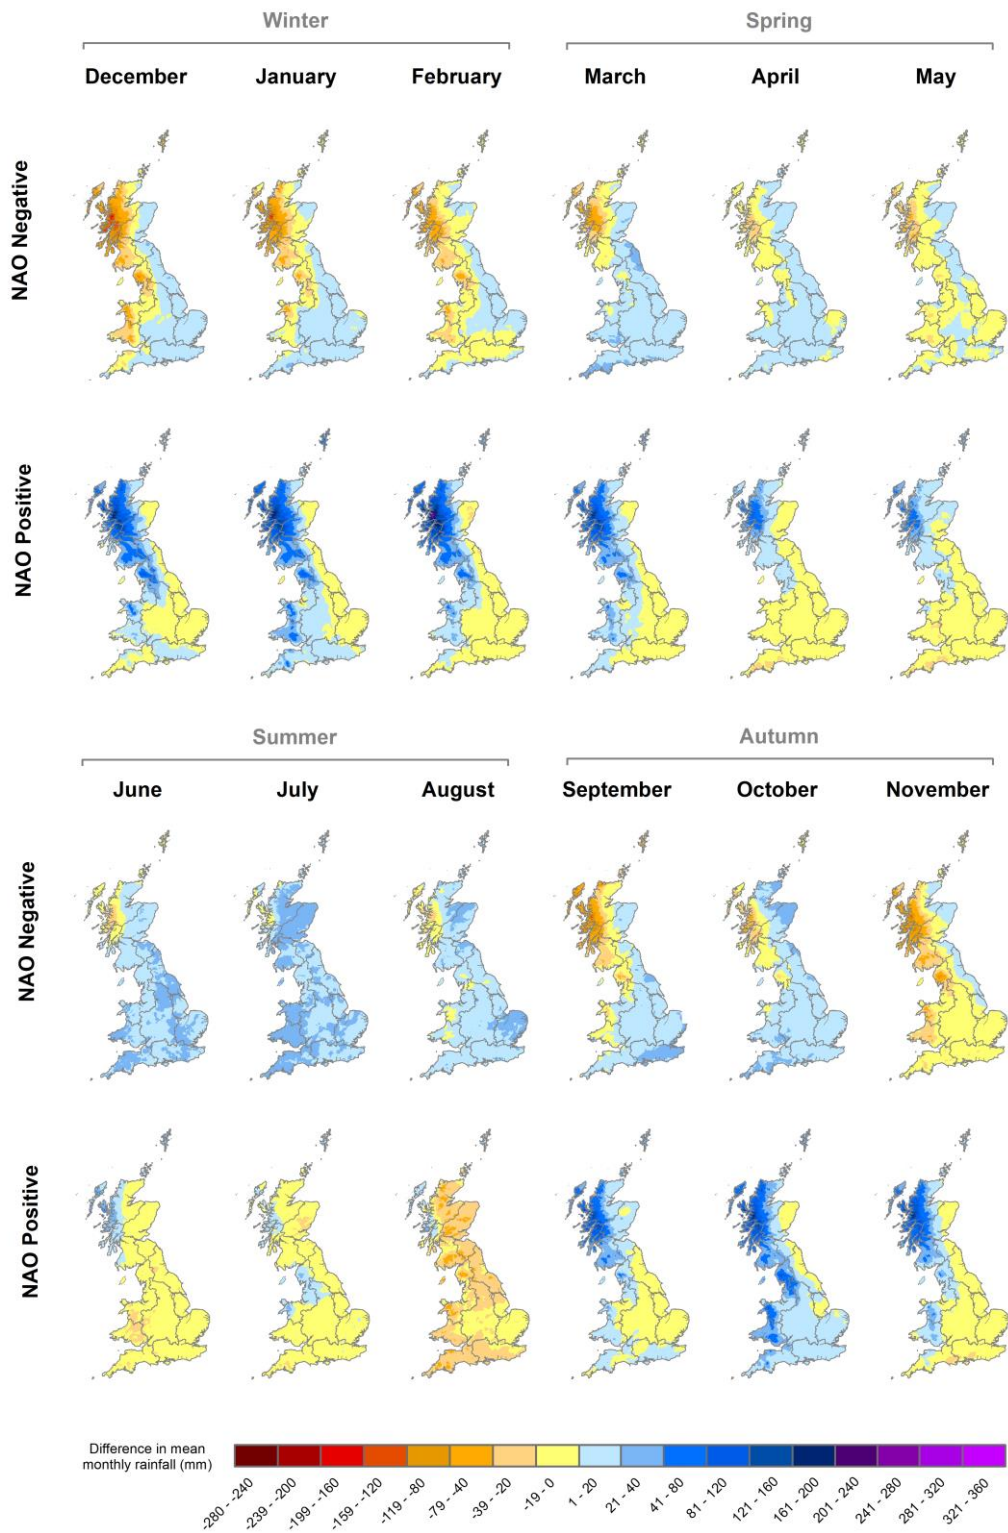 Winter
Spring
December
January
February
March
April
May
NAO Negative
NAO Positive
Summer
Autumn
June
July
August
September
October
November
NAO Negative
NAO Positive
Difference in mean
monthly rainfall (mm)
-280 - -240
-239 - -200
-199 - -160
-159 - -120
-119 - -80
-79 - -40
-39 - -20
-19 - 0
1 - 20
21 - 40
41 - 80
81 - 120
121 - 160
161 - 200
201 - 240
241 - 280
281 - 320
321 - 360